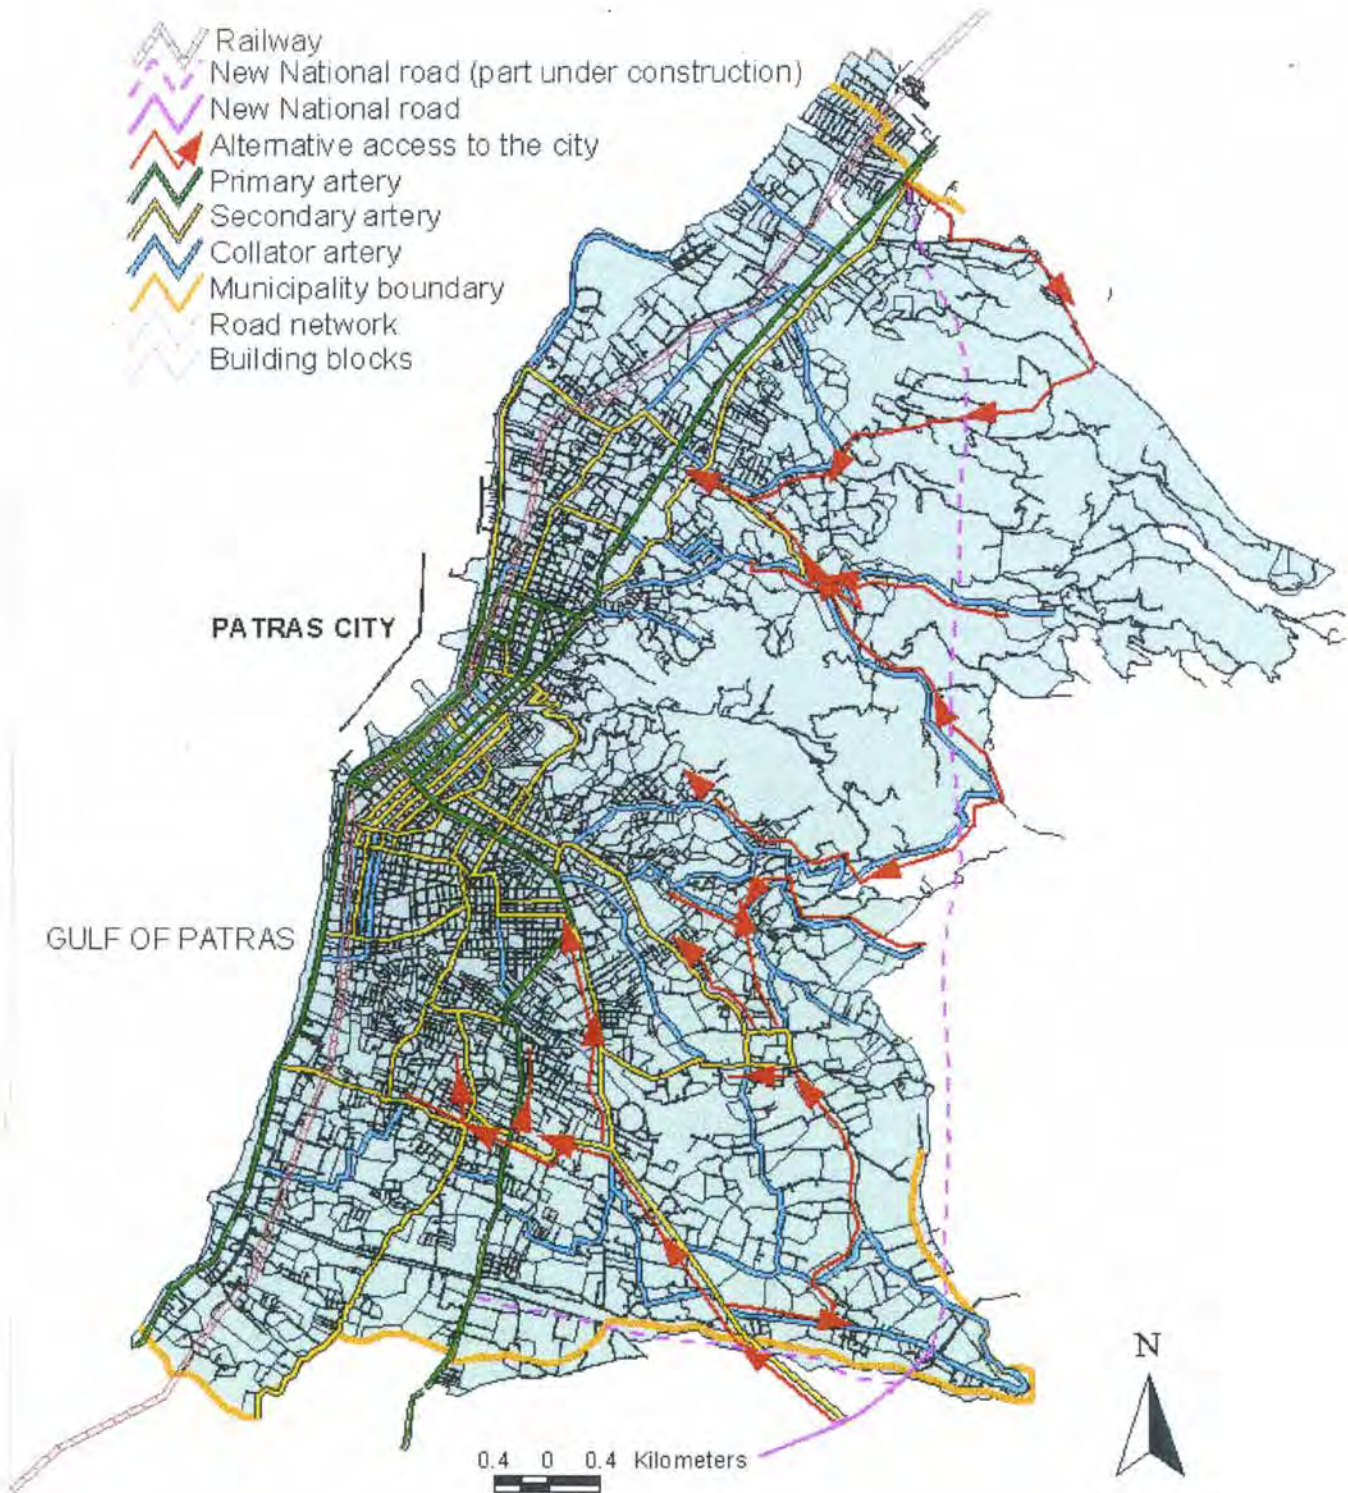 Railway
New National road (part under construction)
New National road
Alternative access to the city
Primary artery
Secondary artery
Collator artery
Municipality boundary
Road network
Building blocks
PATRAS CITY
GULF OF PATRAS
N
0.4 0 0.4 Kilometers